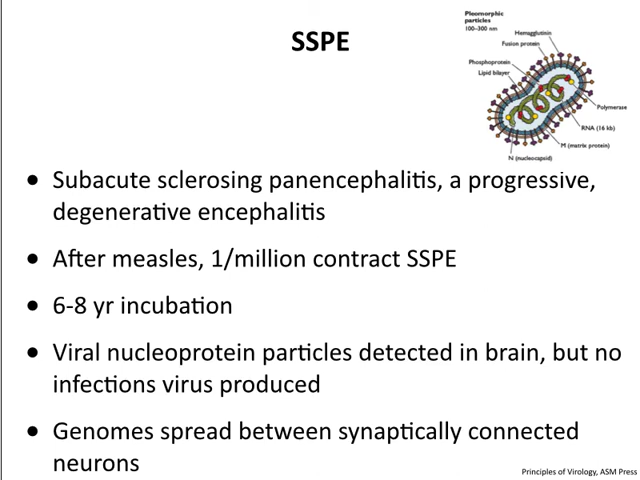 SSPE
Pleomorphic
particles
100–300 nm
Hemagglutinin
Fusion protein
Phosphoprotein
Lipid bilayer
Polymerase
RNA (16 kb)
M (matrix protein)
N (nucleocapsid)
• Subacute sclerosing panencephalitis, a progressive,
degenerative encephalitis
• After measles, 1/million contract SSPE
• 6-8 yr incubation
• Viral nucleoprotein particles detected in brain, but no
infections virus produced
• Genomes spread between synaptically connected
neurons
Principles of Virology, ASM Press